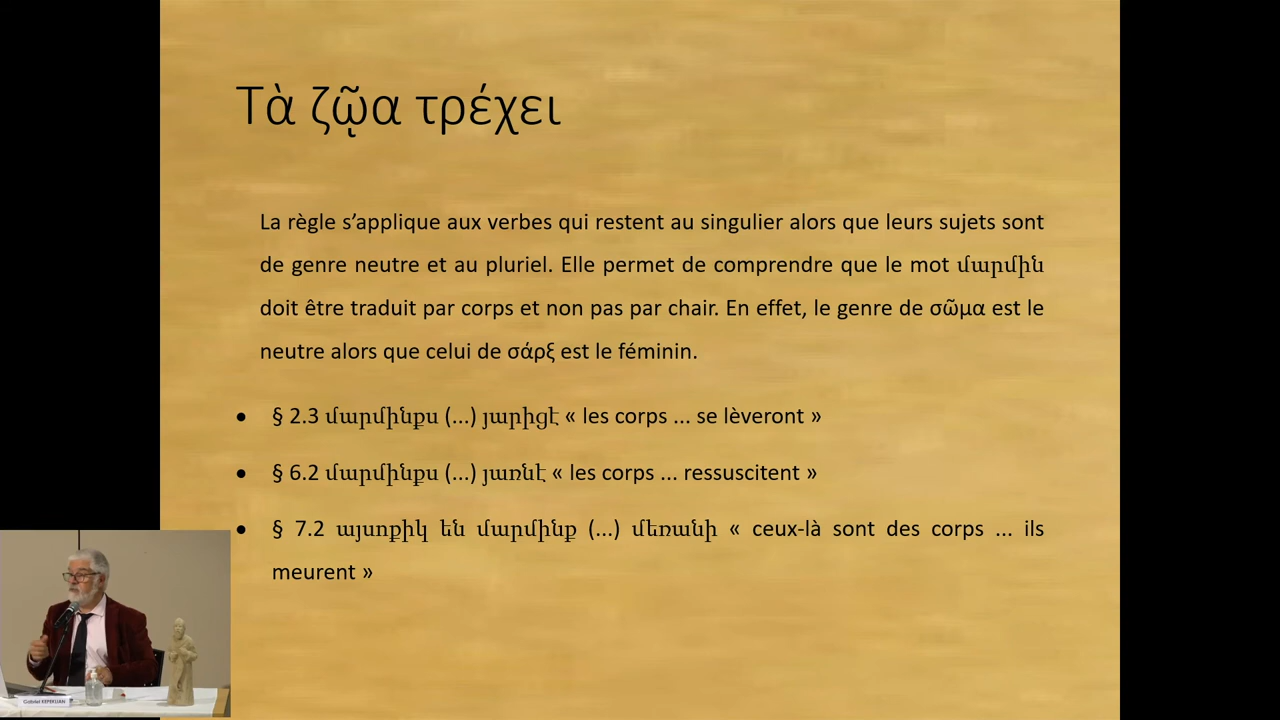 Τὰ ζῷα τρέχει
La règle s’applique aux verbes qui restent au singulier alors que leurs sujets sont
de genre neutre et au pluriel. Elle permet de comprendre que le mot մարմին
doit être traduit par corps et non pas par chair. En effet, le genre de σῶμα est le
neutre alors que celui de σάρξ est le féminin.
• § 2.3 մարմինքս (...) յարիցէ « les corps ... se lèveront »
• § 6.2 մարմինքս (...) յառնէ « les corps ... ressuscitent »
• § 7.2 այսոքիկ են մարմինք (...) մեռանի « ceux-là sont des corps ... ils
meurent »
Gabriel KEPEKLIAN